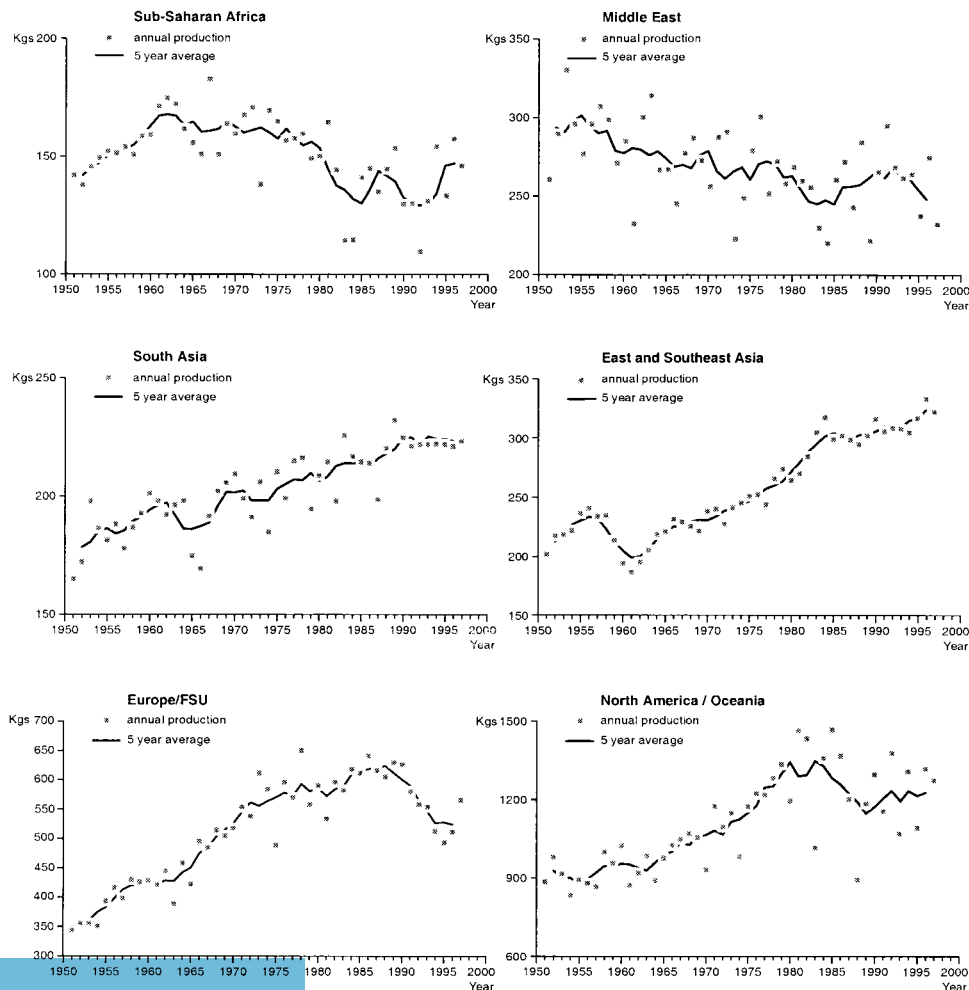 Sub-Saharan Africa
Kgs 200
annual production
5 year average
150
100
1950 1955 1960 1965 1970 1975 1980 1985 1990 1995 2000
Year
Middle East
Kgs 350
annual production
5 year average
300
250
200
1950 1955 1960 1965 1970 1975 1980 1985 1990 1995 2000
Year
South Asia
Kgs 250
annual production
5 year average
200
150
1950 1955 1960 1965 1970 1975 1980 1985 1990 1995 2000
Year
East and Southeast Asia
Kgs 350
annual production
5 year average
300
250
200
150
1950 1955 1960 1965 1970 1975 1980 1985 1990 1995 2000
Year
Europe/FSU
Kgs 700
annual production
650
5 year average
600
550
500
450
400
350
300
1950 1955 1960 1965 1970 1975 1980 1985 1990 1995 2000
Year
North America / Oceania
Kgs 1500
annual production
5 year average
1200
900
600
1950 1955 1960 1965 1970 1975 1980 1985 1990 1995 2000
Year